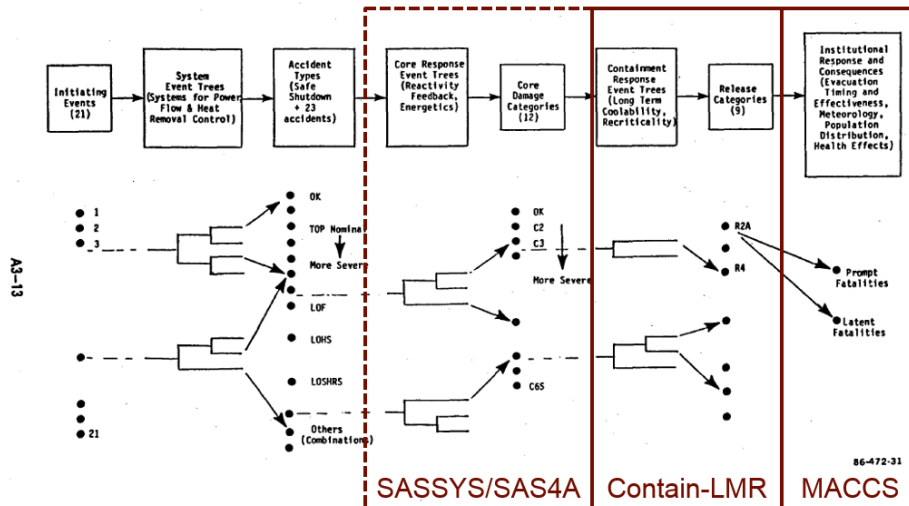 Initiating
Events
(21)
System
Event Trees
(Systems for Power,
Flow & Heat
Removal Control)
Accident
Types
(Safe
Shutdown
+ 23
accidents)
Core Response
Event Trees
(Reactivity
Feedback,
Energetics)
Core
Damage
Categories
(12)
Containment
Response
Event Trees
(Long Term
Coolability,
Recriticality)
Release
Categories
(9)
Institutional
Response and
Consequences
(Evacuation
Timing and
Effectiveness,
Meteorology,
Population
Distribution,
Health Effects)
1
2
3
21
OK
TOP Nominal
More Severe
LOF
LOHS
LOSHRS
Others
(Combinations)
OK
C2
C3
More Severe
C6S
R2A
R4
Prompt
Fatalities
Latent
Fatalities
A3-13
86-472-31
SASSYS/SAS4A
Contain-LMR
MACCS